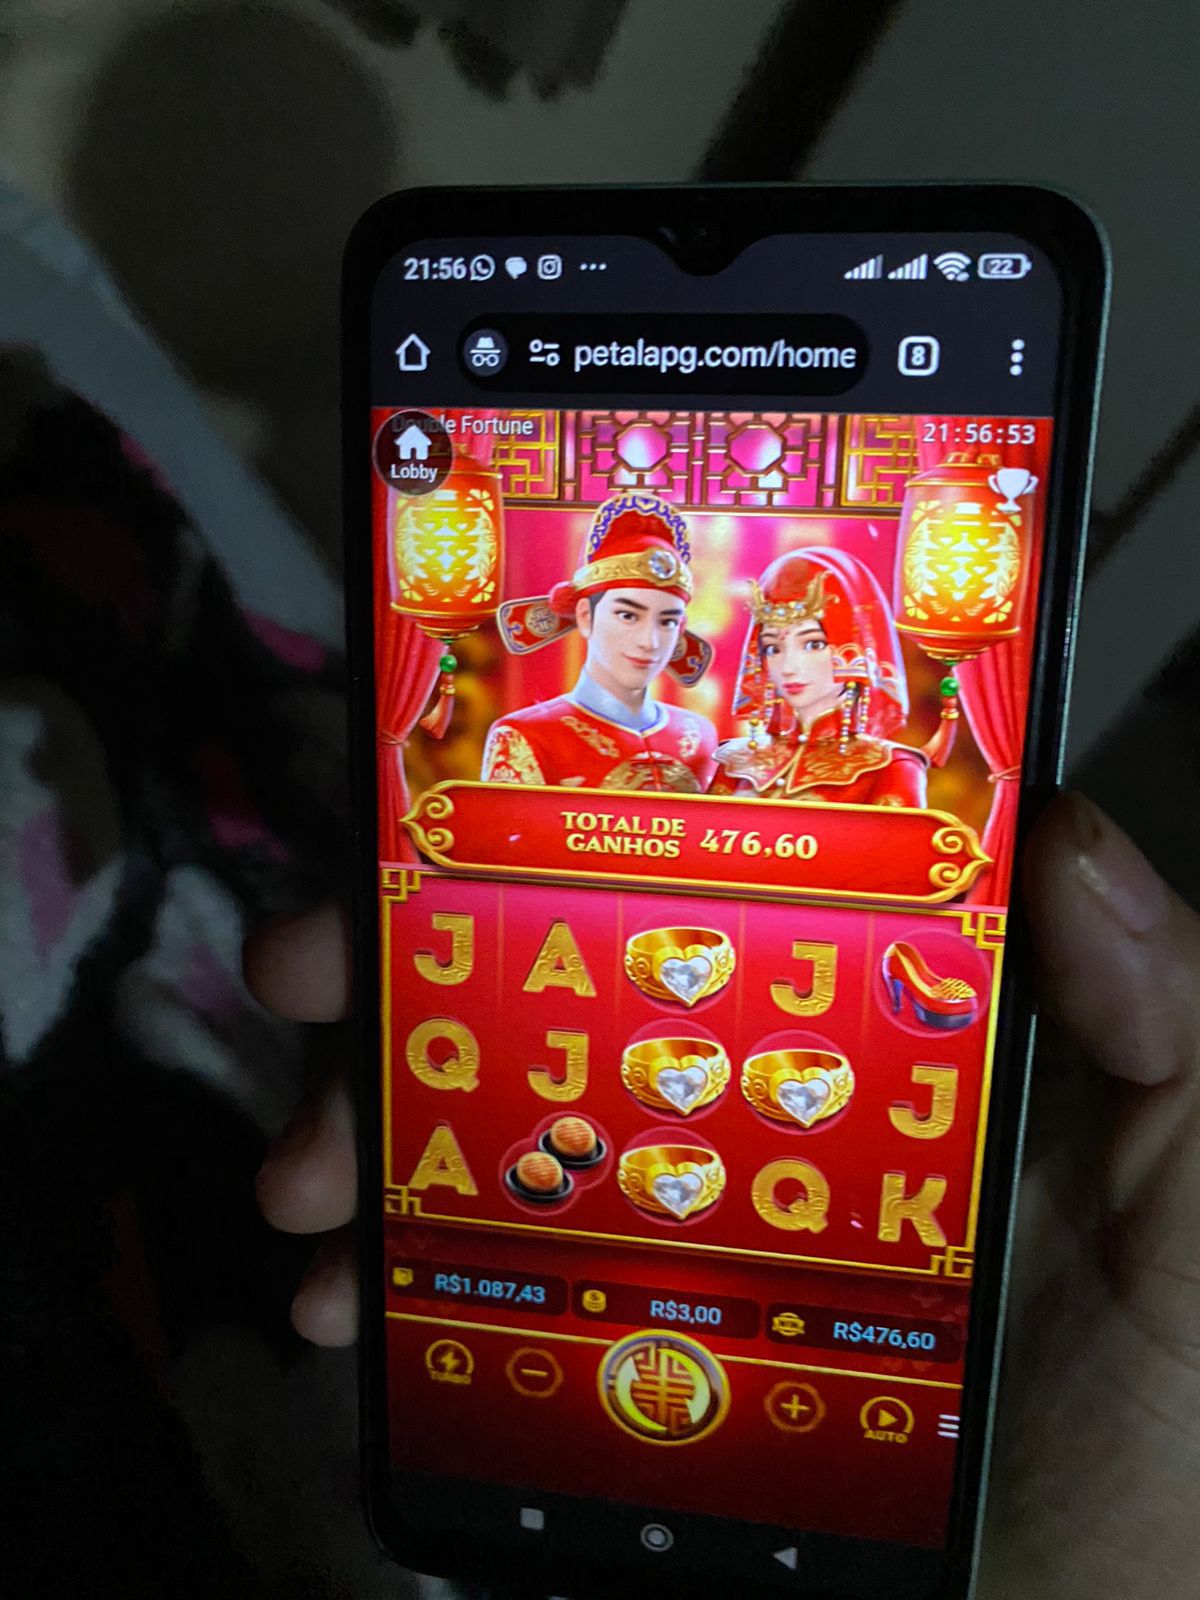 21:56
22
petalapg.com/home
8
Double Fortune
21:56:53
Lobby
TOTAL DE
GANHOS 476,60
J A J
Q J J
A Q K
R$1.087,43 R$3,00 R$476,60
TURBO
AUTO